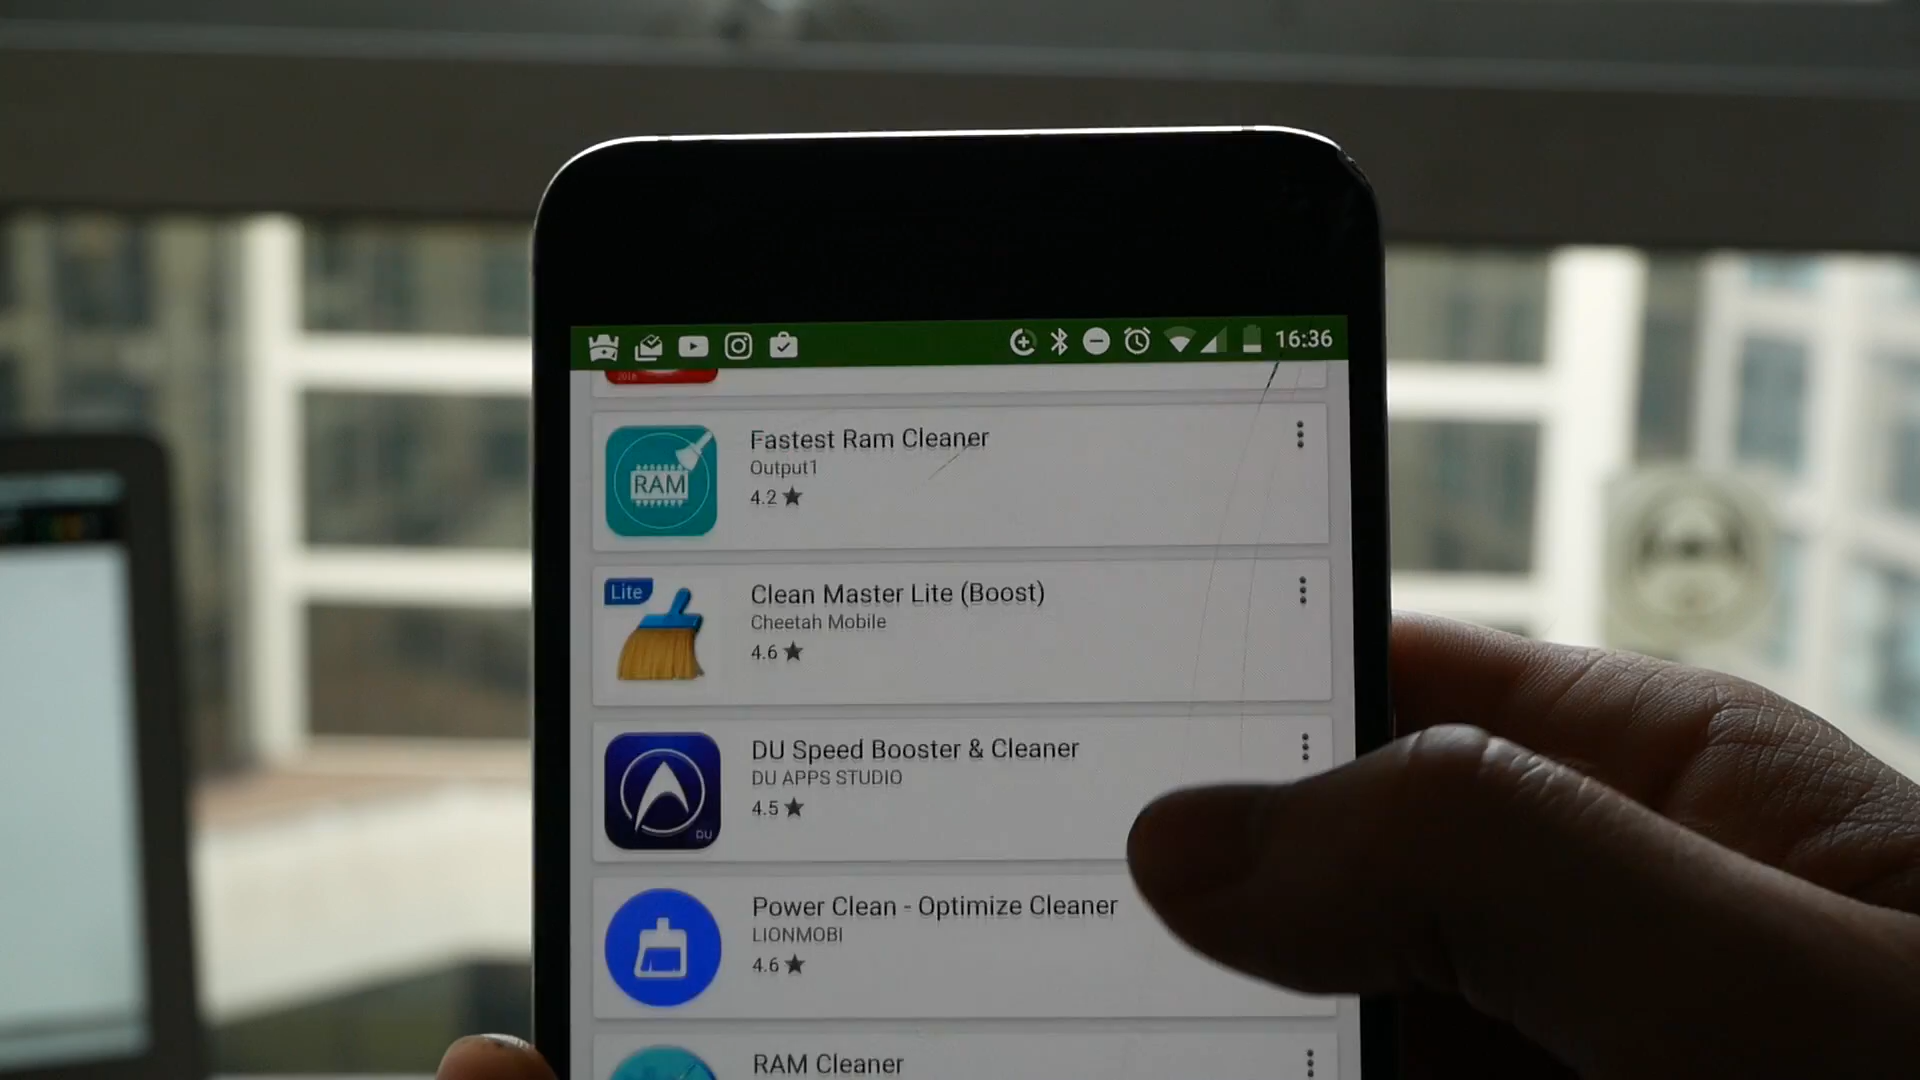 16:36
2016
RAM
Fastest Ram Cleaner
Output1
4.2
Lite
Clean Master Lite (Boost)
Cheetah Mobile
4.6
DU
DU Speed Booster & Cleaner
DU APPS STUDIO
4.5
Power Clean - Optimize Cleaner
LIONMOBI
4.6
RAM Cleaner